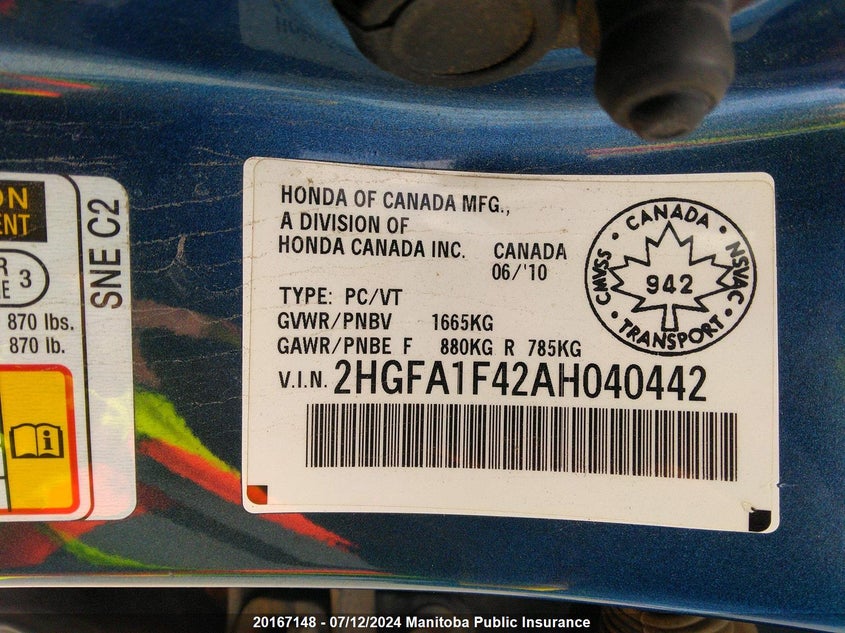 ON
ENT
3
E
870 lbs.
870 lb.
SNE C2
HONDA OF CANADA MFG.,
A DIVISION OF
HONDA CANADA INC. CANADA
06/'10
TYPE: PC/VT
GVWR/PNBV 1665KG
GAWR/PNBE F 880KG R 785KG
V.I.N. 2HGFA1F42AH040442
CANADA
CMVSS
NSVAC
942
TRANSPORT
20167148 - 07/12/2024 Manitoba Public Insurance